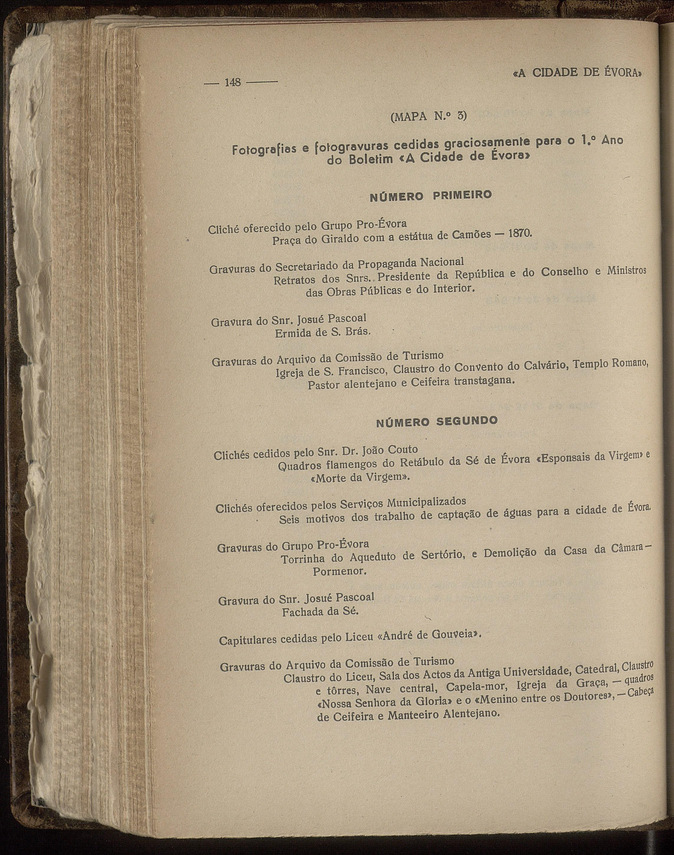 — 148 —
«A CIDADE DE ÉVORA»
(MAPA N.º 3)
Fotografias e fotogravuras cedidas graciosamente para o 1.º Ano
do Boletim «A Cidade de Évora»
NÚMERO PRIMEIRO
Cliché oferecido pelo Grupo Pro-Évora
Praça do Giraldo com a estátua de Camões — 1870.
Gravuras do Secretariado da Propaganda Nacional
Retratos dos Snrs. Presidente da República e do Conselho e Ministros
das Obras Públicas e do Interior.
Gravura do Snr. Josué Pascoal
Ermida de S. Brás.
Gravuras do Arquivo da Comissão de Turismo
Igreja de S. Francisco, Claustro do Convento do Calvário, Templo Romano,
Pastor alentejano e Ceifeira transtagana.
NÚMERO SEGUNDO
Clichés cedidos pelo Snr. Dr. João Couto
Quadros flamengos do Retábulo da Sé de Évora «Esponsais da Virgem» e
«Morte da Virgem».
Clichés oferecidos pelos Serviços Municipalizados
Seis motivos dos trabalho de captação de águas para a cidade de Évora.
Gravuras do Grupo Pro-Évora
Torrinha do Aqueduto de Sertório, e Demolição da Casa da Câmara —
Pormenor.
Gravura do Snr. Josué Pascoal
Fachada da Sé.
Capitulares cedidas pelo Liceu «André de Gouveia».
Gravuras do Arquivo da Comissão de Turismo
Claustro do Liceu, Sala dos Actos da Antiga Universidade, Catedral, Claustro
e tôrres, Nave central, Capela-mor, Igreja da Graça, — quadros
«Nossa Senhora da Gloria» e o «Menino entre os Doutores», — Cabeça
de Ceifeira e Manteeiro Alentejano.